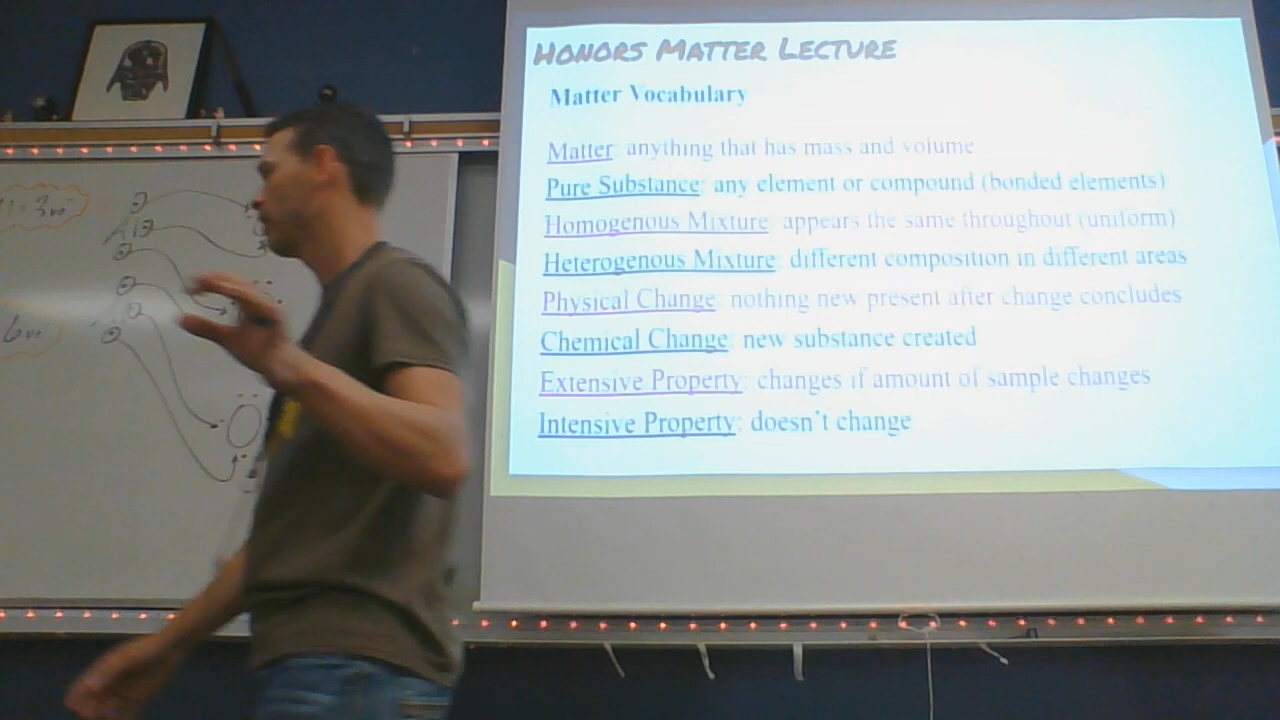 Honors Matter Lecture
Matter Vocabulary
Matter: anything that has mass and volume
Pure Substance: any element or compound (bonded elements)
Homogenous Mixture: appears the same throughout (uniform)
Heterogenous Mixture: different composition in different areas
Physical Change: nothing new present after change concludes
Chemical Change: new substance created
Extensive Property: changes if amount of sample changes
Intensive Property: doesn't change